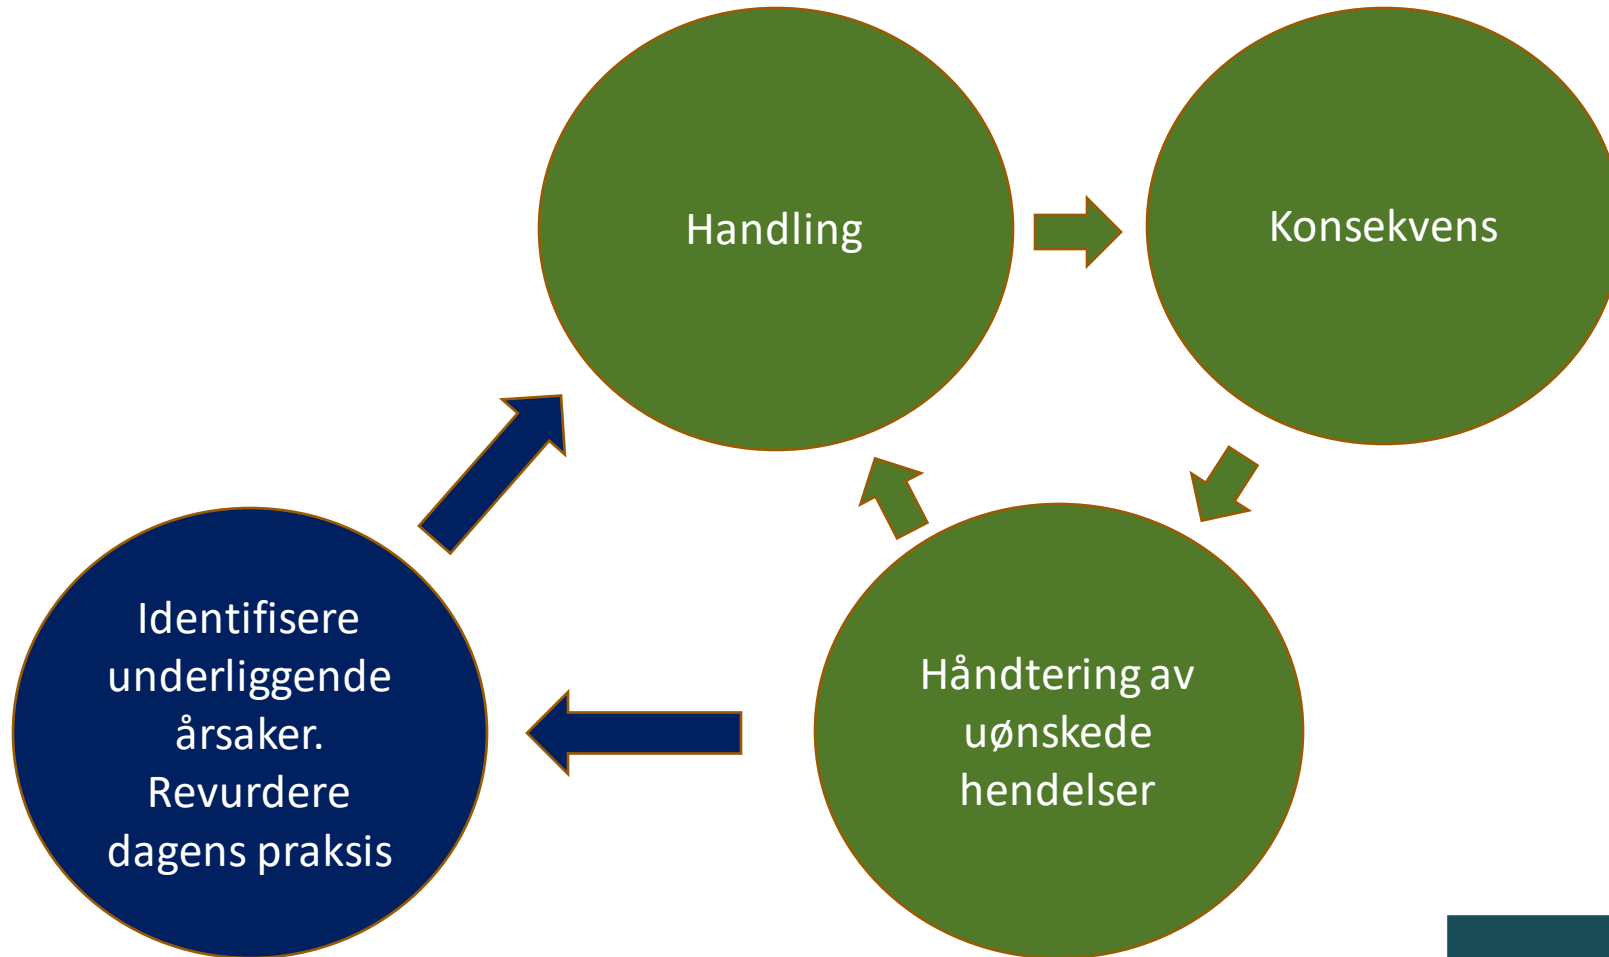 Handling
Konsekvens
Identifisere
underliggende
årsaker.
Revurdere
dagens praksis
Håndtering av
uønskede
hendelser